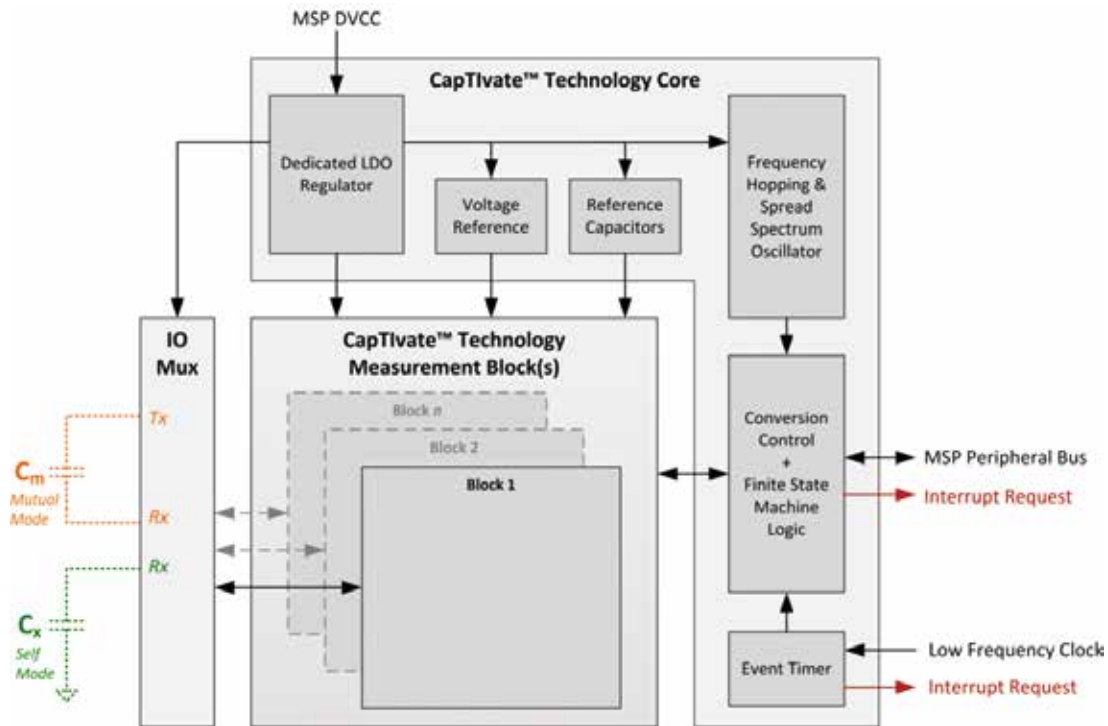 MSP DVCC
CapTIvate™ Technology Core
Dedicated LDO
Regulator
Voltage
Reference
Reference
Capacitors
Frequency
Hopping &
Spread
Spectrum
Oscillator
IO
Mux
Tx
Cm
Mutual
Mode
Rx
Rx
Cx
Self
Mode
CapTIvate™ Technology
Measurement Block(s)
Block n
Block 2
Block 1
Conversion
Control
+
Finite State
Machine
Logic
MSP Peripheral Bus
Interrupt Request
Event Timer
Low Frequency Clock
Interrupt Request